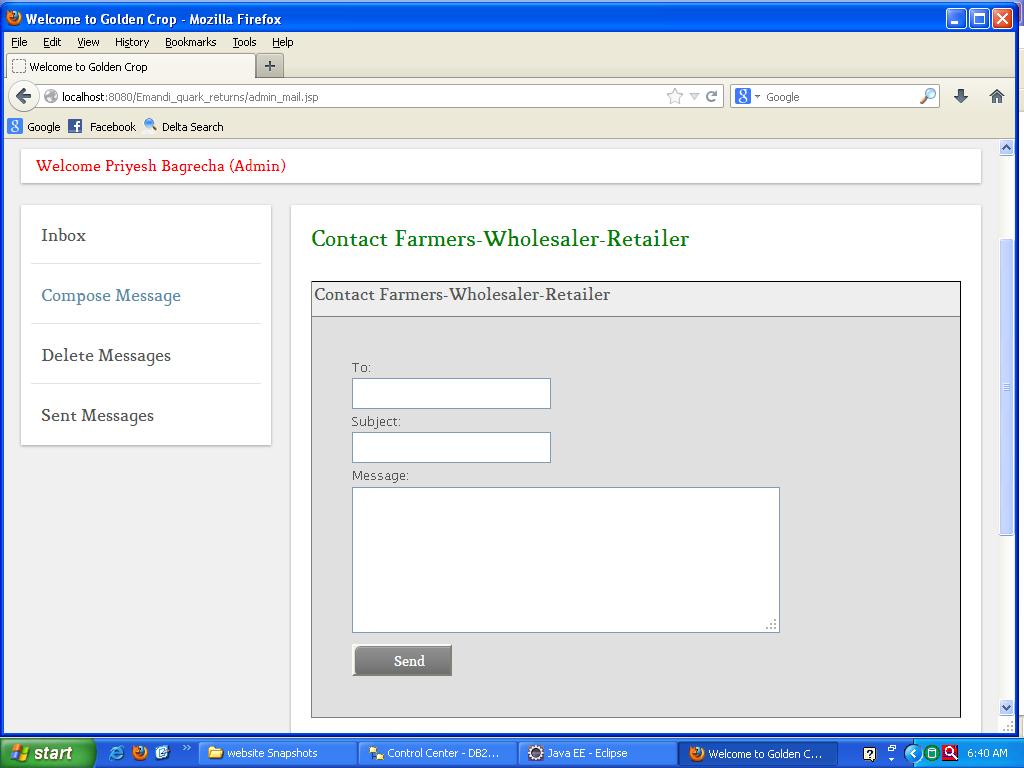 Welcome to Golden Crop - Mozilla Firefox
File Edit View History Bookmarks Tools Help
Welcome to Golden Crop
localhost:8080/Emandi_quark_returns/admin_mail.jsp
Google
Google Facebook Delta Search
Welcome Priyesh Bagrecha (Admin)
Inbox
Compose Message
Delete Messages
Sent Messages
Contact Farmers-Wholesaler-Retailer
Contact Farmers-Wholesaler-Retailer
To:
Subject:
Message:
Send
start
website Snapshots
Control Center - DB2...
Java EE - Eclipse
Welcome to Golden C...
6:40 AM